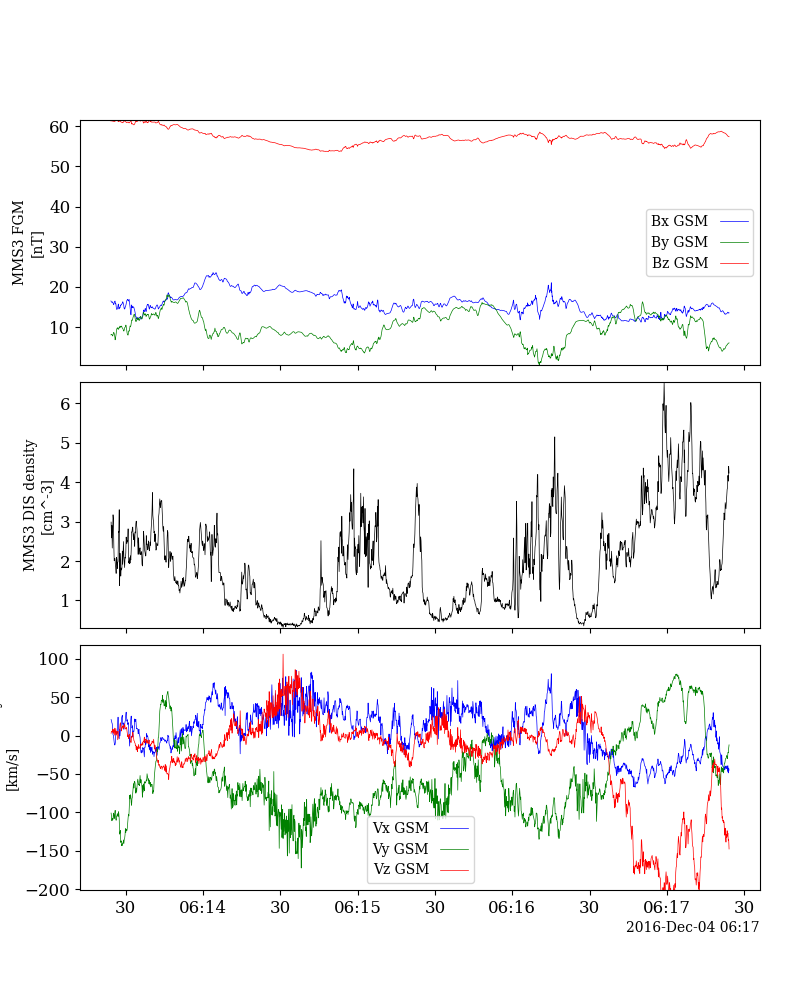 60
50
40
30
20
10
MMS3 FGM
[nT]
Bx GSM
By GSM
Bz GSM
6
5
4
3
2
1
MMS3 DIS density
[cm^-3]
100
50
0
−50
−100
−150
−200
[km/s]
Vx GSM
Vy GSM
Vz GSM
30 06:14 30 06:15 30 06:16 30 06:17 30
2016-Dec-04 06:17